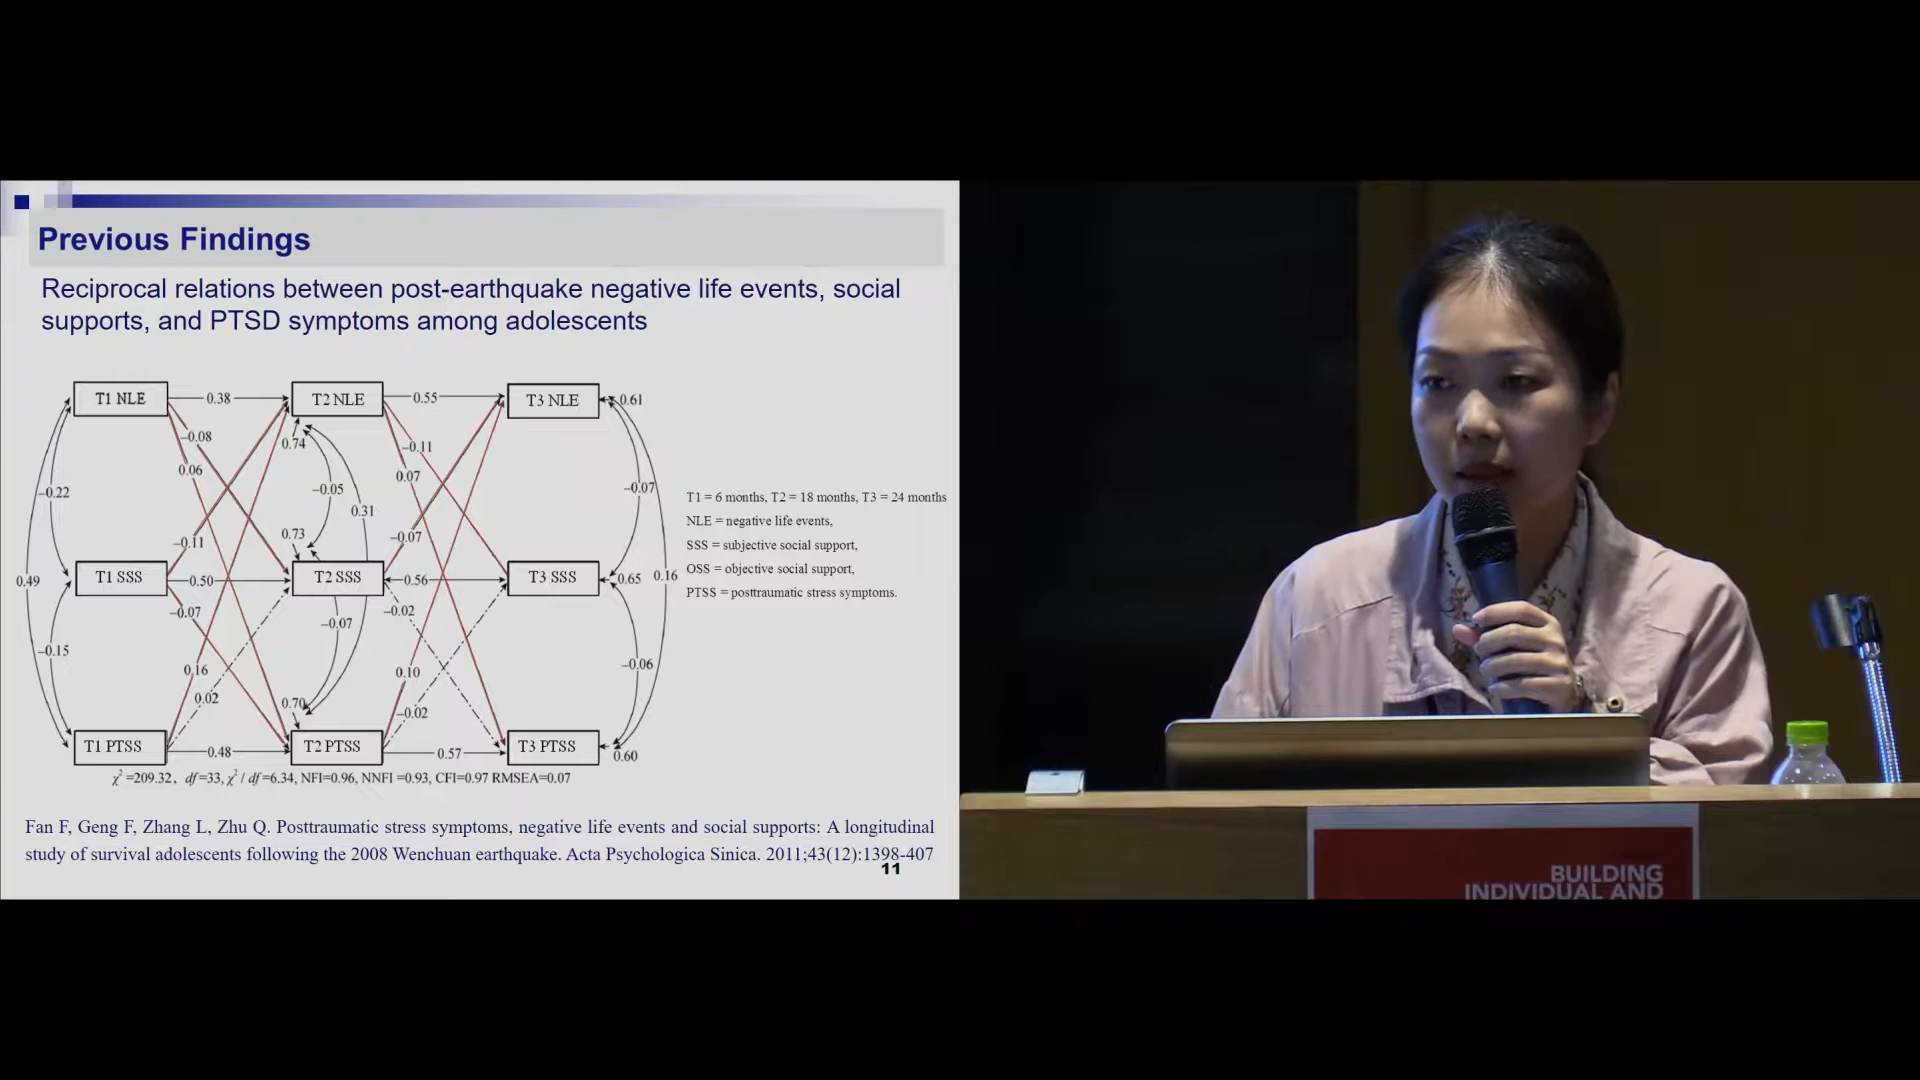 Previous Findings
Reciprocal relations between post-earthquake negative life events, social
supports, and PTSD symptoms among adolescents
T1 NLE
0.38
T2 NLE
0.55
T3 NLE
0.61
–0.08
0.74
–0.11
0.06
0.07
–0.22
–0.05
–0.07
0.31
–0.11
0.73
–0.07
T1 SSS
0.50
T2 SSS
0.56
T3 SSS
0.65
0.16
0.49
–0.07
–0.02
–0.07
–0.15
–0.06
0.16
0.10
0.02
0.70
–0.02
T1 PTSS
0.48
T2 PTSS
0.57
T3 PTSS
0.60
χ²=209.32, df=33, χ²/ df=6.34, NFI=0.96, NNFI =0.93, CFI=0.97 RMSEA=0.07
T1 = 6 months, T2 = 18 months, T3 = 24 months
NLE = negative life events,
SSS = subjective social support,
OSS = objective social support,
PTSS = posttraumatic stress symptoms.
Fan F, Geng F, Zhang L, Zhu Q. Posttraumatic stress symptoms, negative life events and social supports: A longitudinal
study of survival adolescents following the 2008 Wenchuan earthquake. Acta Psychologica Sinica. 2011;43(12):1398-407
11
BUILDING
INDIVIDUAL AND